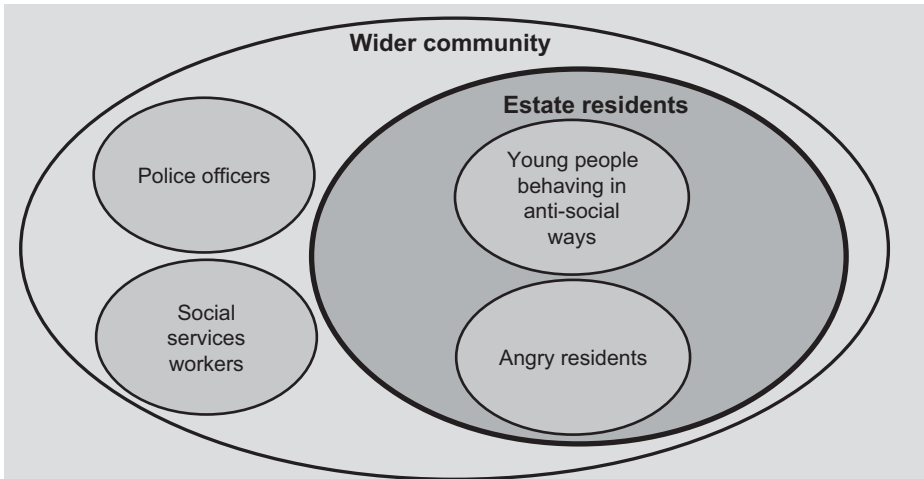 Wider community
Estate residents
Police officers
Young people
behaving in
anti-social
ways
Social
services
workers
Angry residents